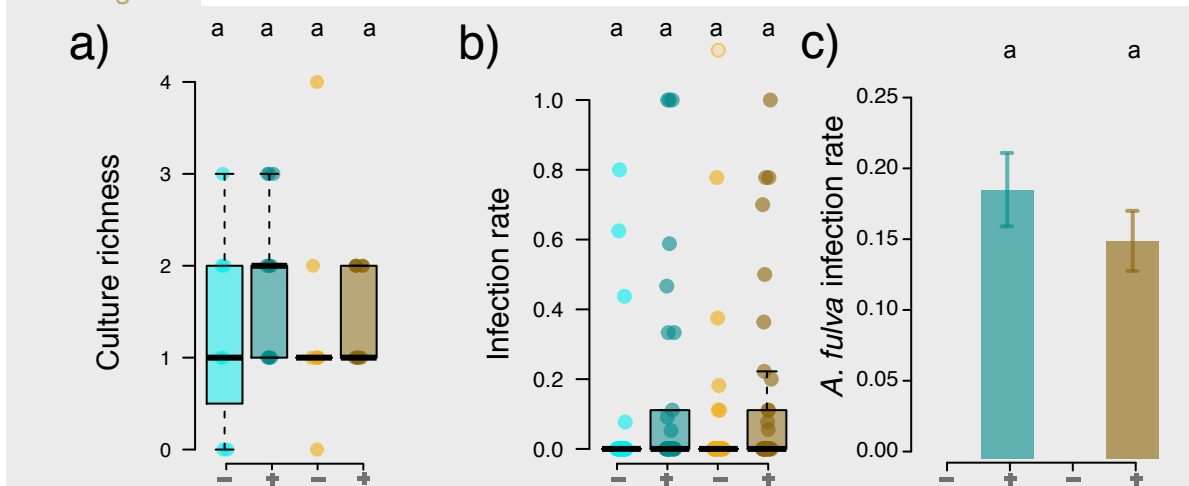 a)
a a a a
Culture richness
4
3
2
1
0
− + − +
b)
a a a a
Infection rate
1.0
0.8
0.6
0.4
0.2
0.0
− + − +
c)
a a
A. fulva infection rate
0.25
0.20
0.15
0.10
0.05
0.00
− + − +